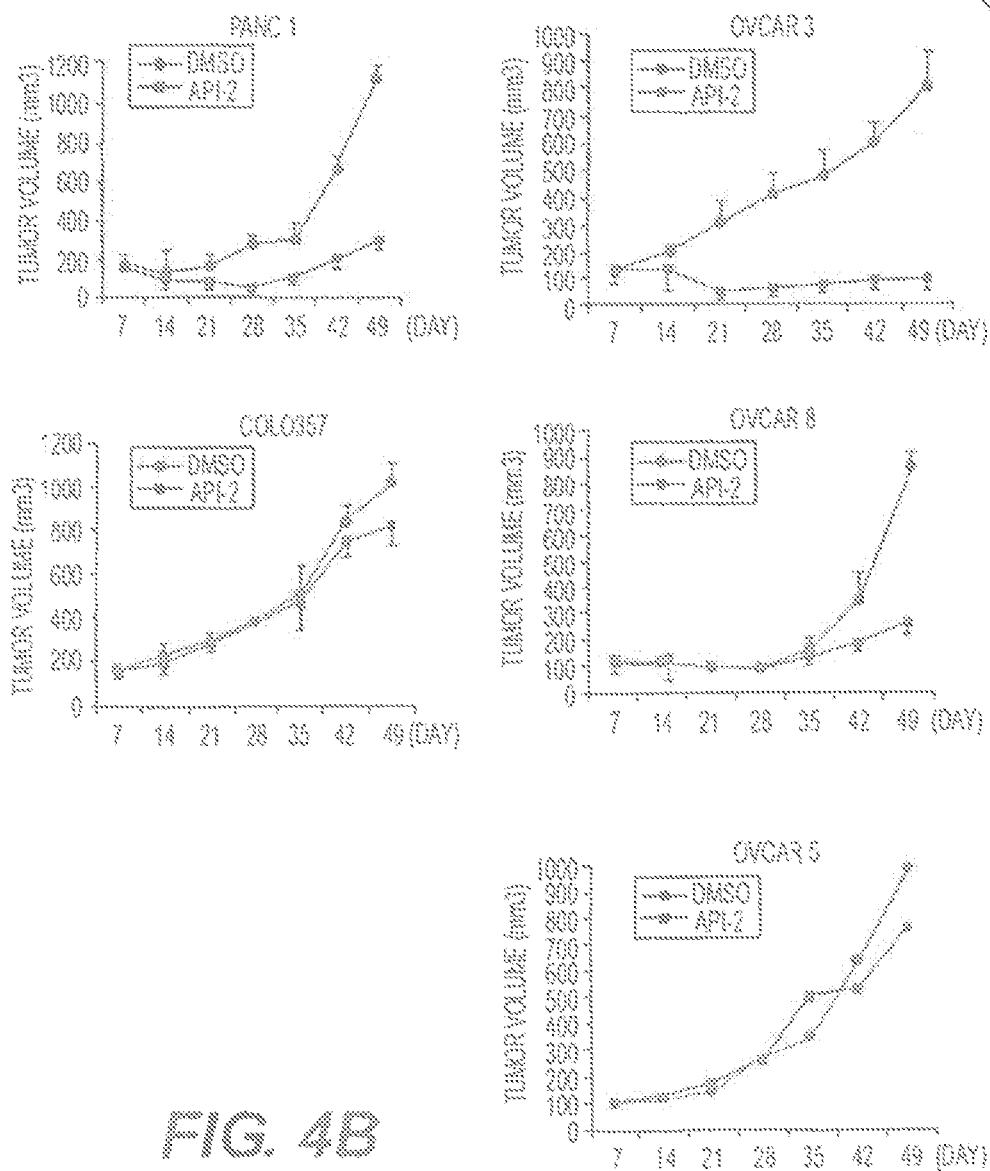 PANC 1
DMSO
API-2
TUMOR VOLUME (mm3)
1200
1000
800
600
400
200
0
7 14 21 28 35 42 49 (DAY)
OVCAR 3
DMSO
API-2
TUMOR VOLUME (mm3)
1000
900
800
700
600
500
400
300
200
100
0
7 14 21 28 35 42 49 (DAY)
COLO357
DMSO
API-2
TUMOR VOLUME (mm3)
1200
1000
800
600
400
200
0
7 14 21 28 35 42 49 (DAY)
OVCAR 8
DMSO
API-2
TUMOR VOLUME (mm3)
1000
900
800
700
600
500
400
300
200
100
0
7 14 21 28 35 42 49 (DAY)
OVCAR 5
DMSO
API-2
TUMOR VOLUME (mm3)
1000
900
800
700
600
500
400
300
200
100
0
7 14 21 28 35 42 49 (DAY)
FIG. 4B